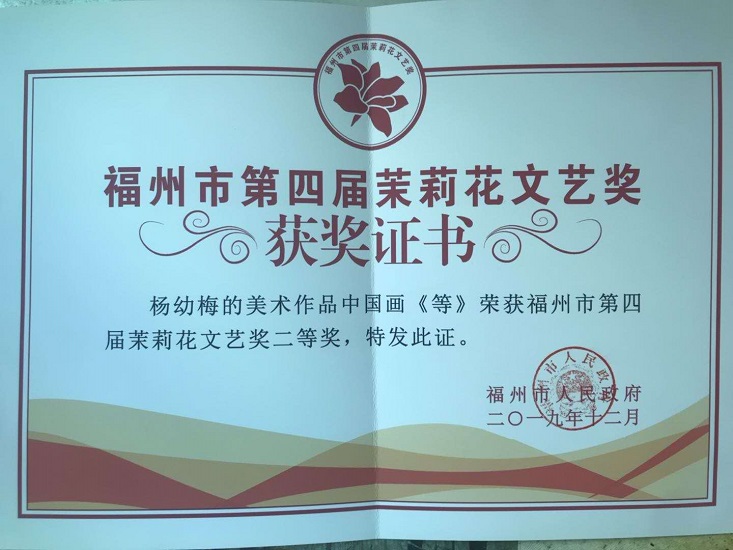 福州市第四届茉莉花文艺奖
福州市第四届茉莉花文艺奖
获奖证书
杨幼梅的美术作品中国画《等》荣获福州市第四
届茉莉花文艺奖二等奖，特发此证。
福州市人民政府
福州市人民政府
二〇一九年十二月